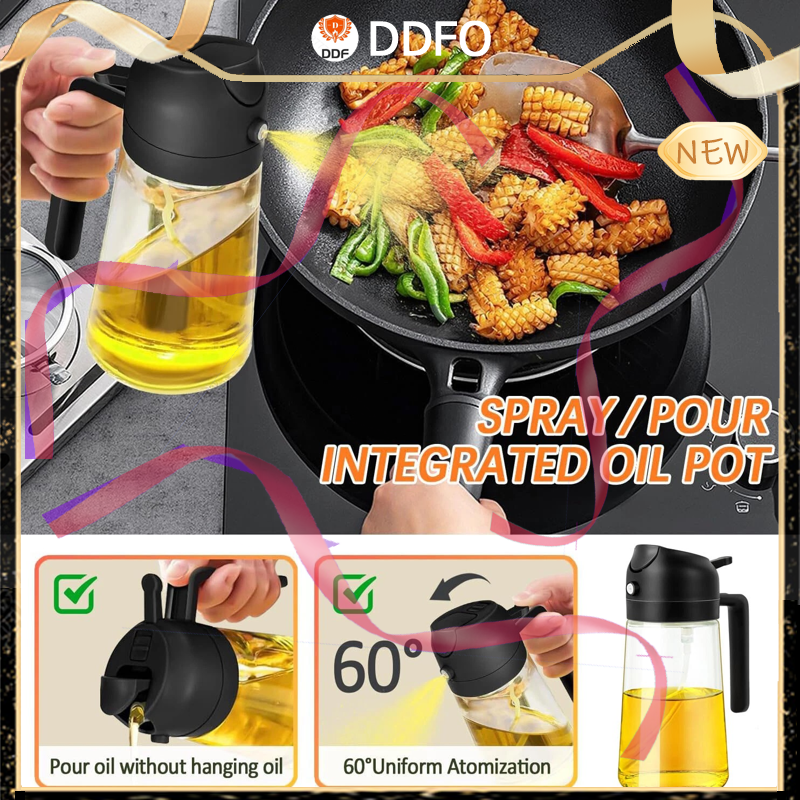 DDF
DDFO
NEW
SPRAY/POUR
INTEGRATED OIL POT
60°
Pour oil without hanging oil
60°Uniform Atomization